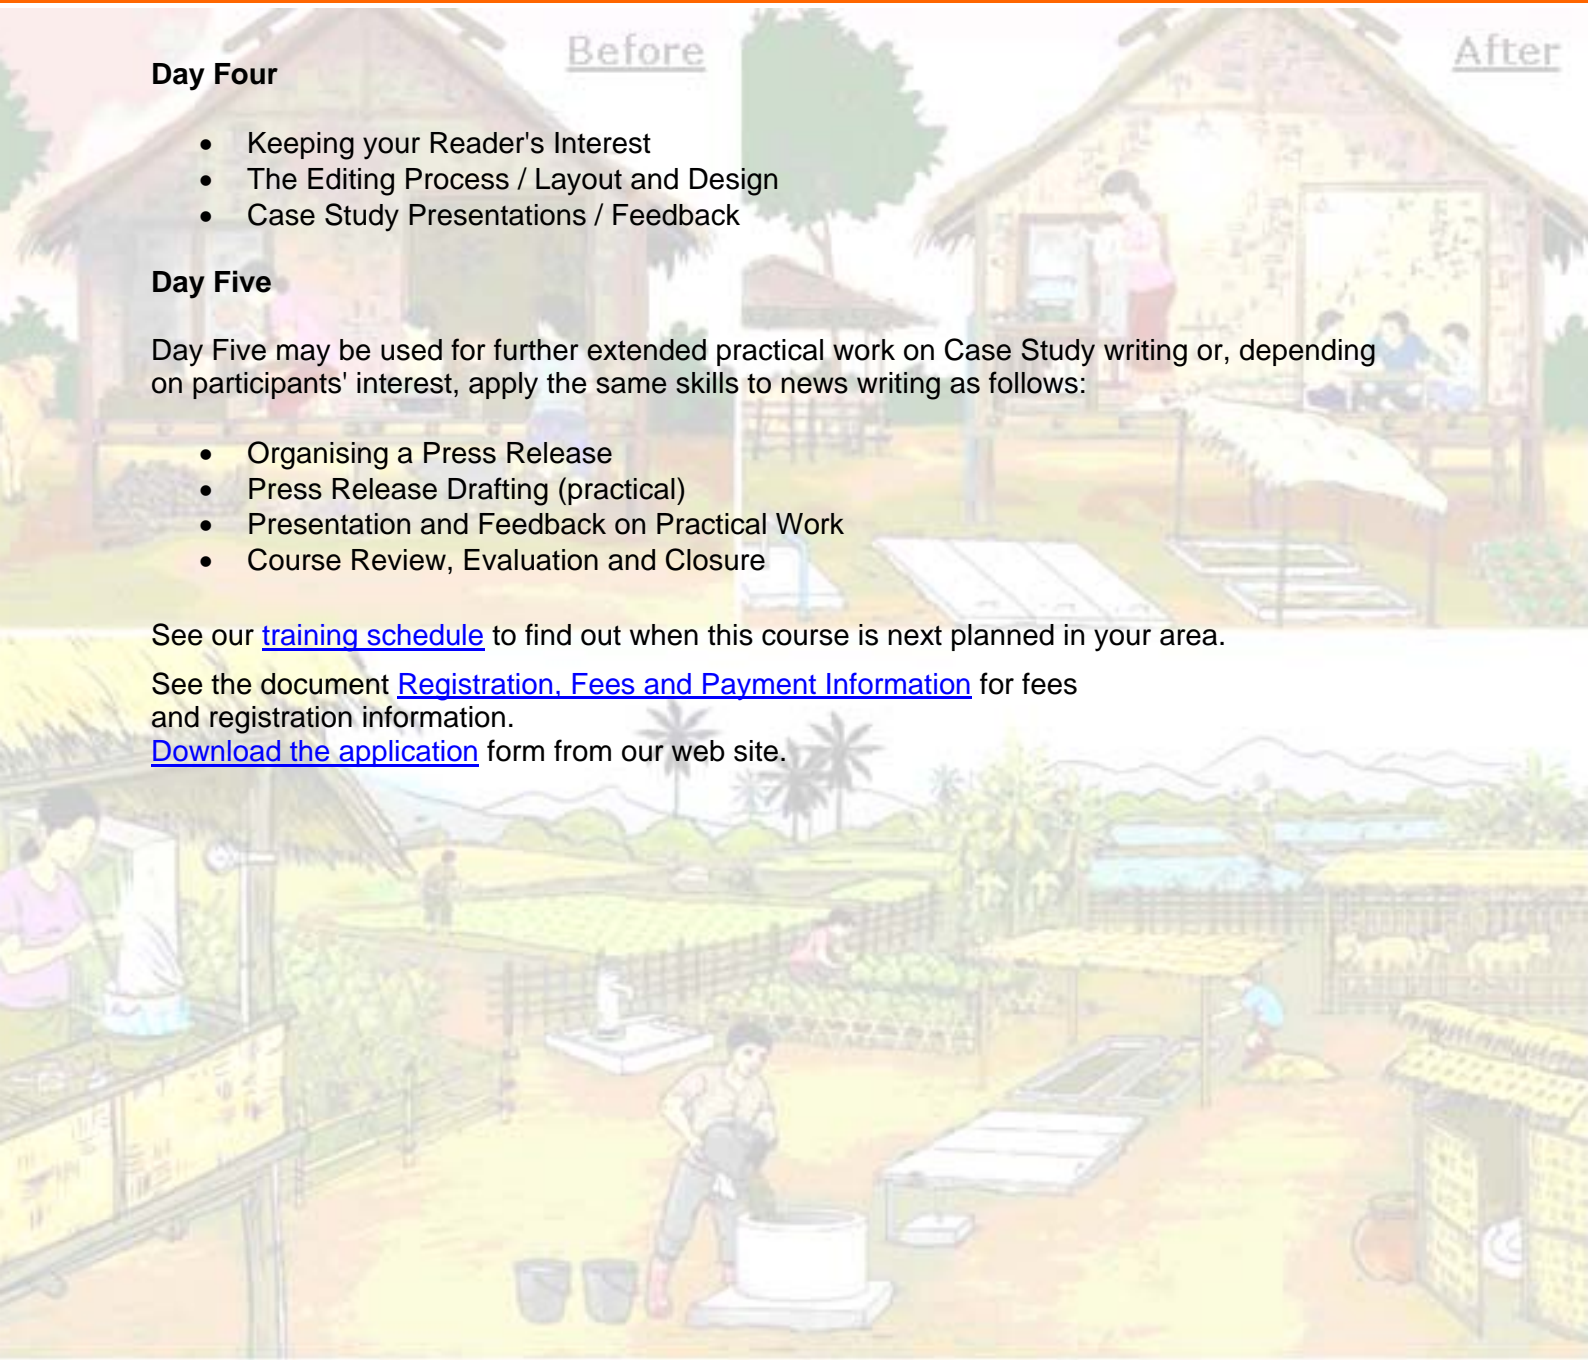 Before
After
Day Four
• Keeping your Reader's Interest
• The Editing Process / Layout and Design
• Case Study Presentations / Feedback
Day Five
Day Five may be used for further extended practical work on Case Study writing or, depending
on participants' interest, apply the same skills to news writing as follows:
• Organising a Press Release
• Press Release Drafting (practical)
• Presentation and Feedback on Practical Work
• Course Review, Evaluation and Closure
See our training schedule to find out when this course is next planned in your area.
See the document Registration, Fees and Payment Information for fees
and registration information.
Download the application form from our web site.